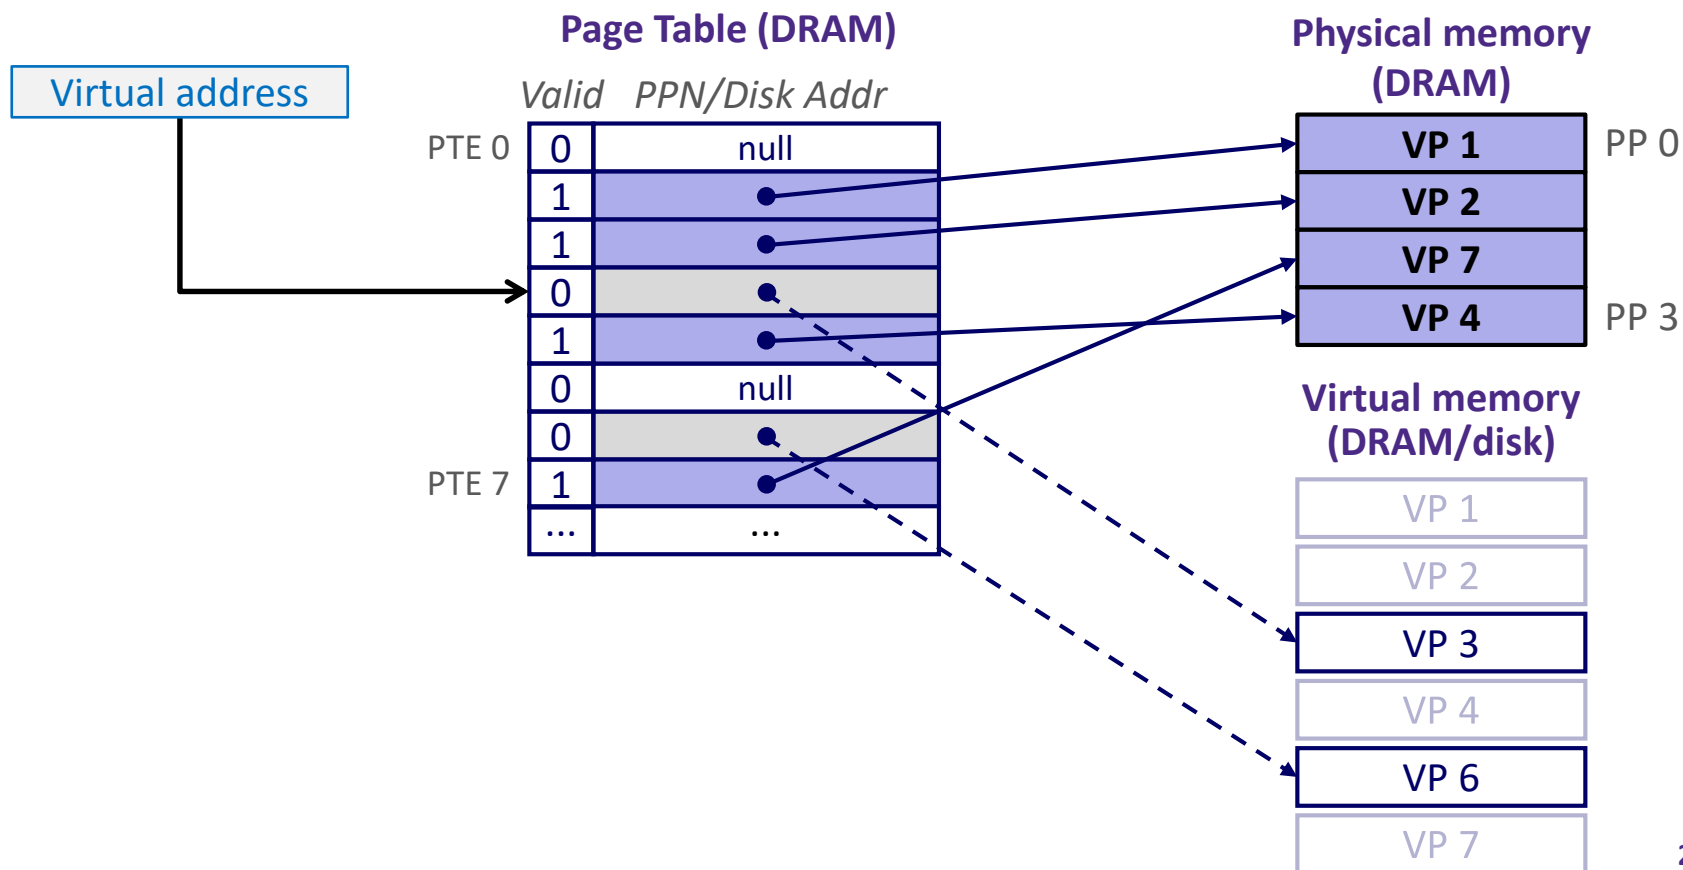 Page Table (DRAM)
Physical memory
(DRAM)
Virtual address
Valid PPN/Disk Addr
PTE 0 0 null
1
1
0
1
0 null
0
PTE 7 1
... ...
VP 1 PP 0
VP 2
VP 7
VP 4 PP 3
Virtual memory
(DRAM/disk)
VP 1
VP 2
VP 3
VP 4
VP 6
VP 7